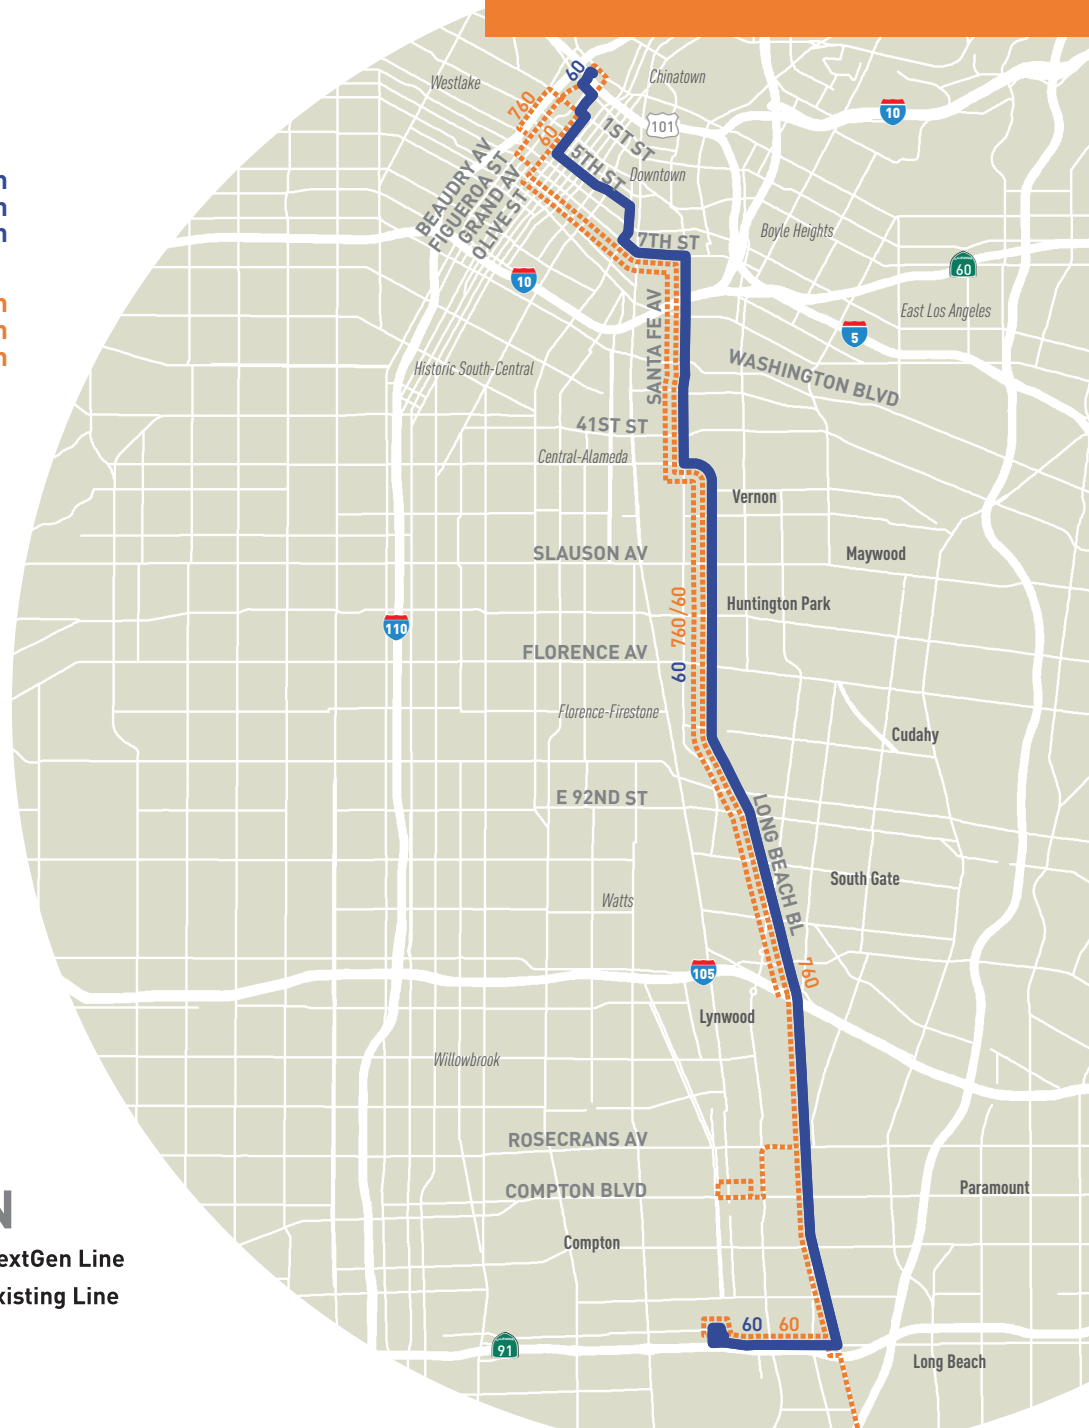 Westlake
Chinatown
60
760
60
10
101
1ST ST
5TH ST
Downtown
BEAUDRY AV
FIGUEROA ST
GRAND AV
OLIVE ST
Boyle Heights
7TH ST
60
10
East Los Angeles
5
SANTA FE AV
WASHINGTON BLVD
Historic South-Central
41ST ST
Central-Alameda
Vernon
SLAUSON AV
Maywood
760/60
Huntington Park
110
FLORENCE AV
60
Florence-Firestone
Cudahy
E 92ND ST
LONG BEACH BL
South Gate
Watts
105
760
Lynwood
Willowbrook
ROSECRANS AV
COMPTON BLVD
Paramount
Compton
extGen Line
xisting Line
60
60
91
Long Beach